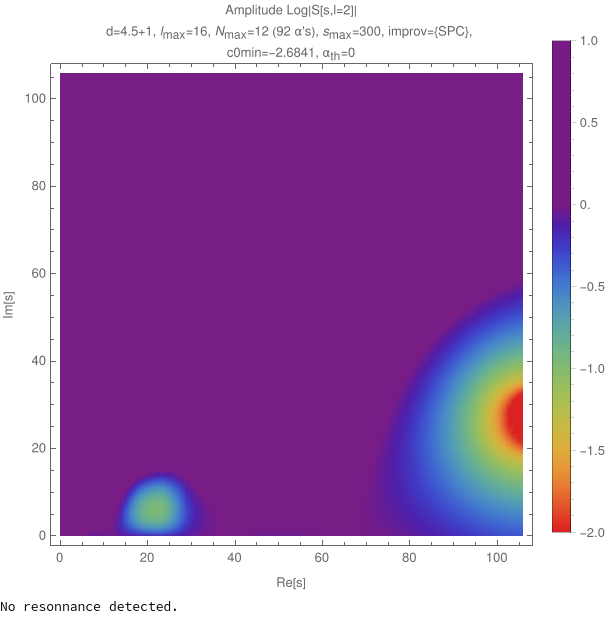 Amplitude Log|S[s,l=2]|
d=4.5+1, lmax=16, Nmax=12 (92 α's), smax=300, improv={SPC},
c0min=−2.6841, αth=0
1.0
0.5
0.
−0.5
−1.0
−1.5
−2.0
100
80
60
40
20
0
Im[s]
0 20 40 60 80 100
Re[s]
No resonnance detected.